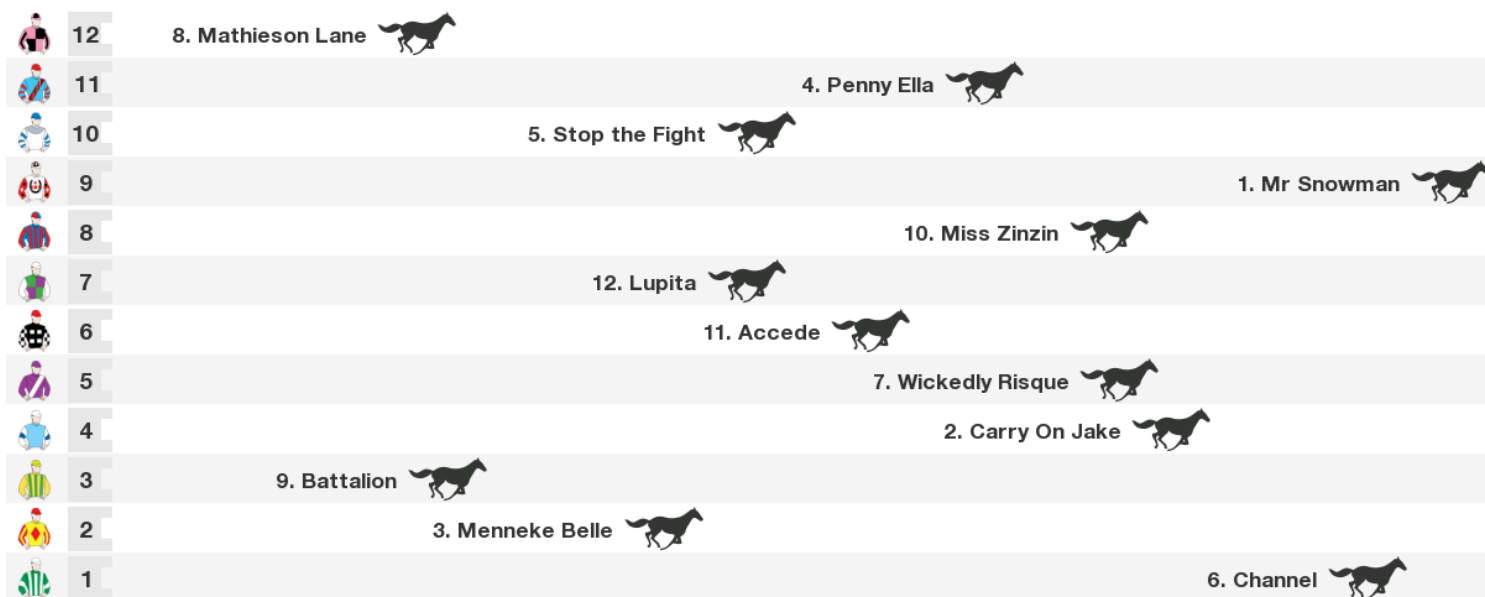 12 8. Mathieson Lane
11 4. Penny Ella
10 5. Stop the Fight
9 1. Mr Snowman
8 10. Miss Zinzin
7 12. Lupita
6 11. Accede
5 7. Wickedly Risque
4 2. Carry On Jake
3 9. Battalion
2 3. Menneke Belle
1 6. Channel